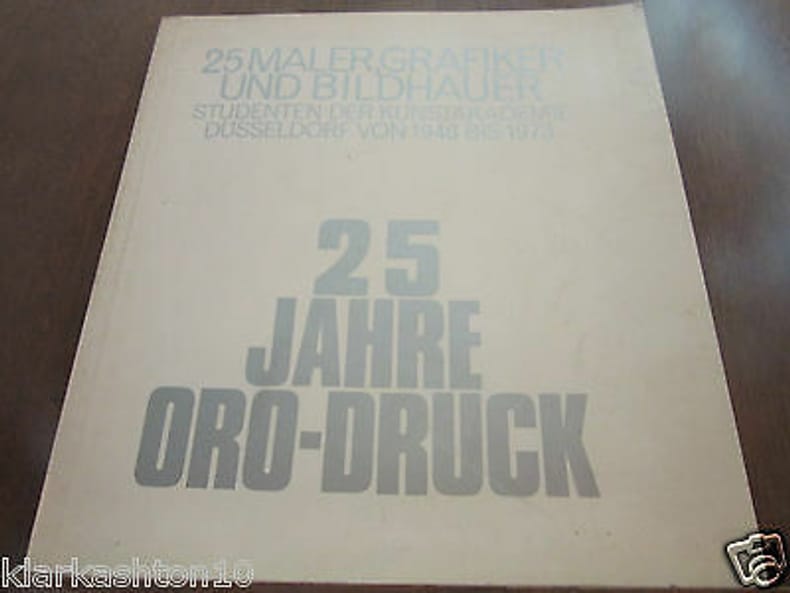 25 MALER, GRAFIKER
UND BILDHAUER
STUDENTEN DER KUNSTAKADEMIE
DÜSSELDORF VON 1948 BIS 1973
25
JAHRE
ORO-DRUCK
klarkashton10